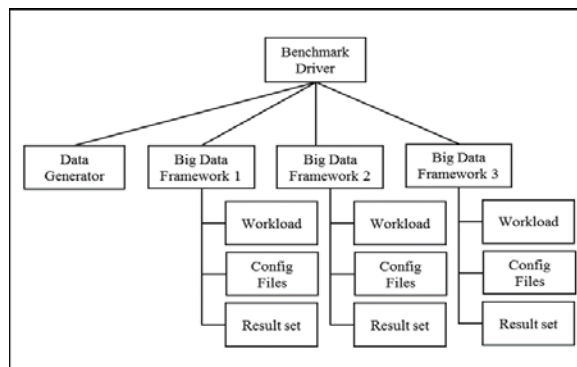 Benchmark
Driver
Data
Generator
Big Data
Framework 1
Big Data
Framework 2
Big Data
Framework 3
Workload
Workload
Workload
Config
Files
Config
Files
Config
Files
Result set
Result set
Result set